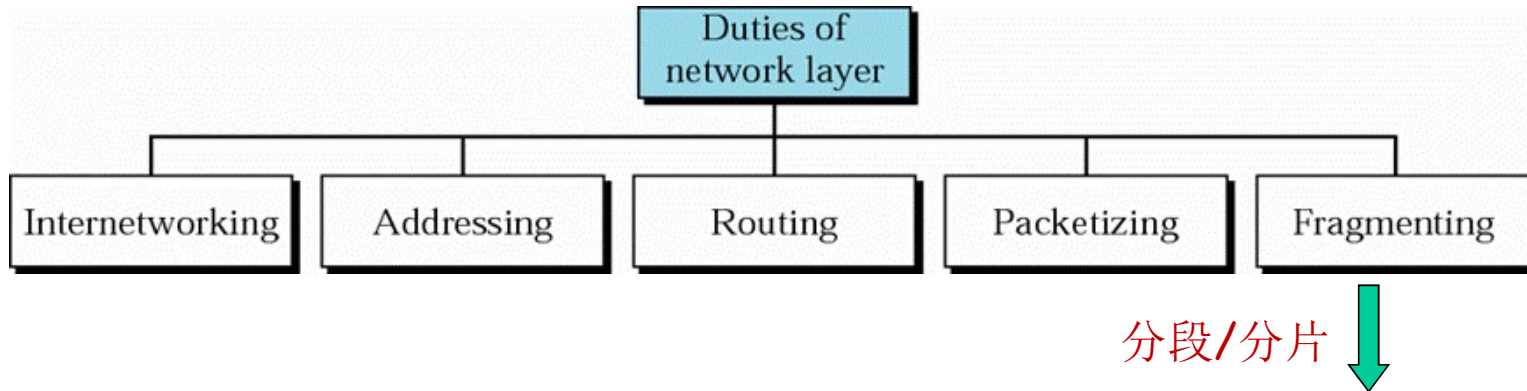 Duties of
network layer
Internetworking
Addressing
Routing
Packetizing
Fragmenting
分段/分片